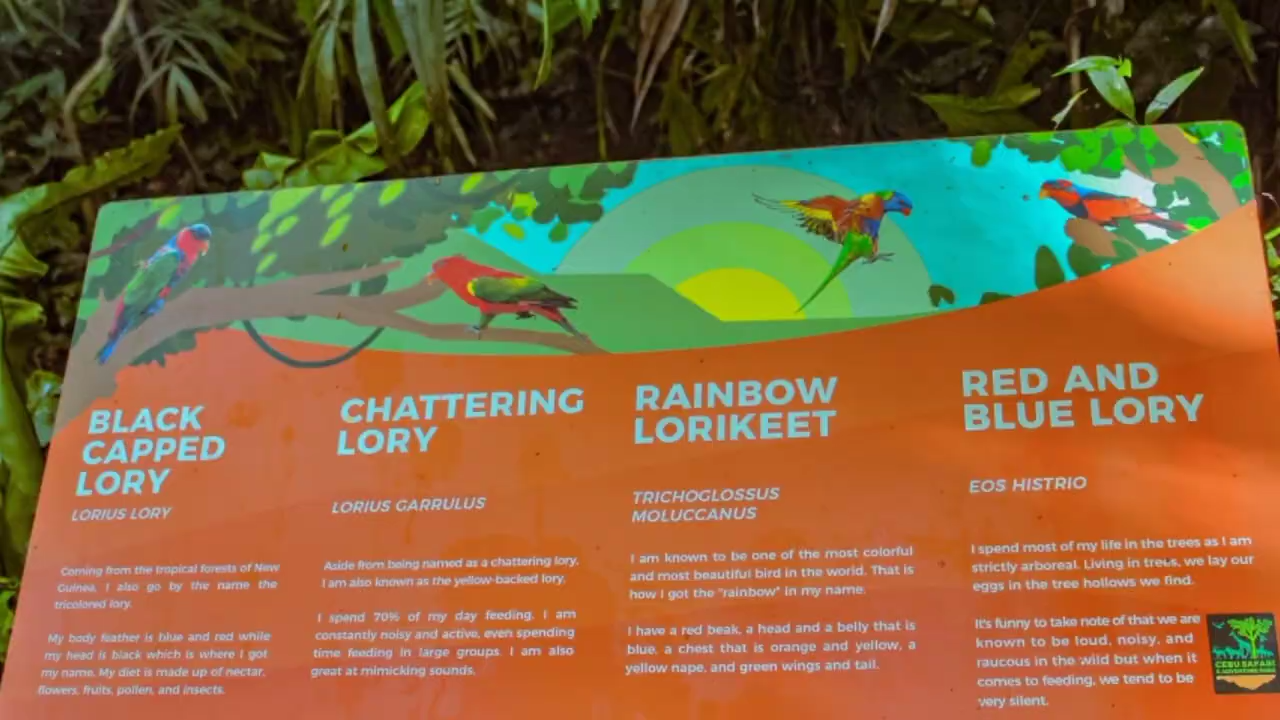 BLACK
CAPPED
LORY
LORIUS LORY
Coming from the tropical forests of New
Guinea, I also go by the name the
tricolored lory.
My body feather is blue and red while
my head is black which is where I got
my name. My diet is made up of nectar,
flowers, fruits, pollen, and insects.
CHATTERING
LORY
LORIUS GARRULUS
Aside from being named as a chattering lory,
I am also known as the yellow-backed lory.
I spend 70% of my day feeding. I am
constantly noisy and active, even spending
time feeding in large groups. I am also
great at mimicking sounds.
RAINBOW
LORIKEET
TRICHOGLOSSUS
MOLUCCANUS
I am known to be one of the most colorful
and most beautiful bird in the world. That is
how I got the "rainbow" in my name.
I have a red beak, a head and a belly that is
blue, a chest that is orange and yellow, a
yellow nape, and green wings and tail.
RED AND
BLUE LORY
EOS HISTRIO
I spend most of my life in the trees as I am
strictly arboreal. Living in trees, we lay our
eggs in the tree hollows we find.
It's funny to take note of that we are
known to be loud, noisy, and
raucous in the wild but when it
comes to feeding, we tend to be
very silent.
CEBU SAFARI
& ADVENTURE PARK